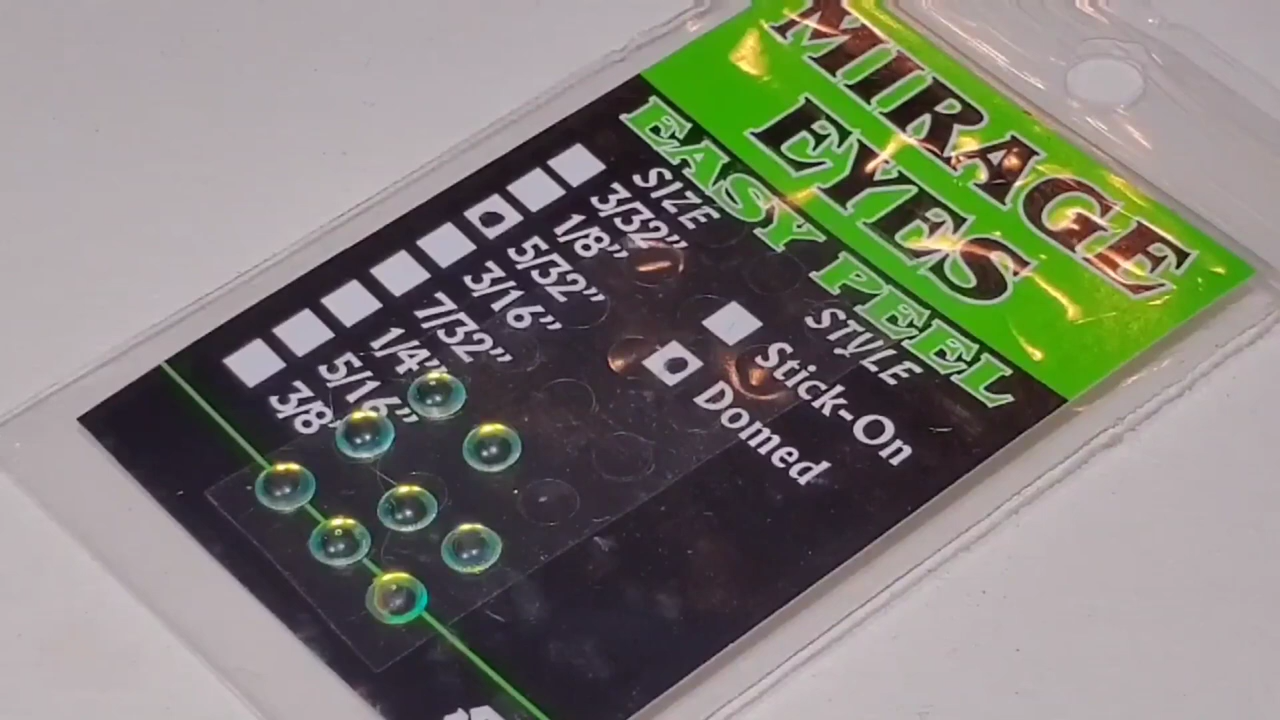 MIRAGE
EYES
EASY PEEL
SIZE
3/32"
1/8"
5/32"
3/16"
7/32"
1/4"
5/16"
3/8"
STYLE
Stick-On
Domed